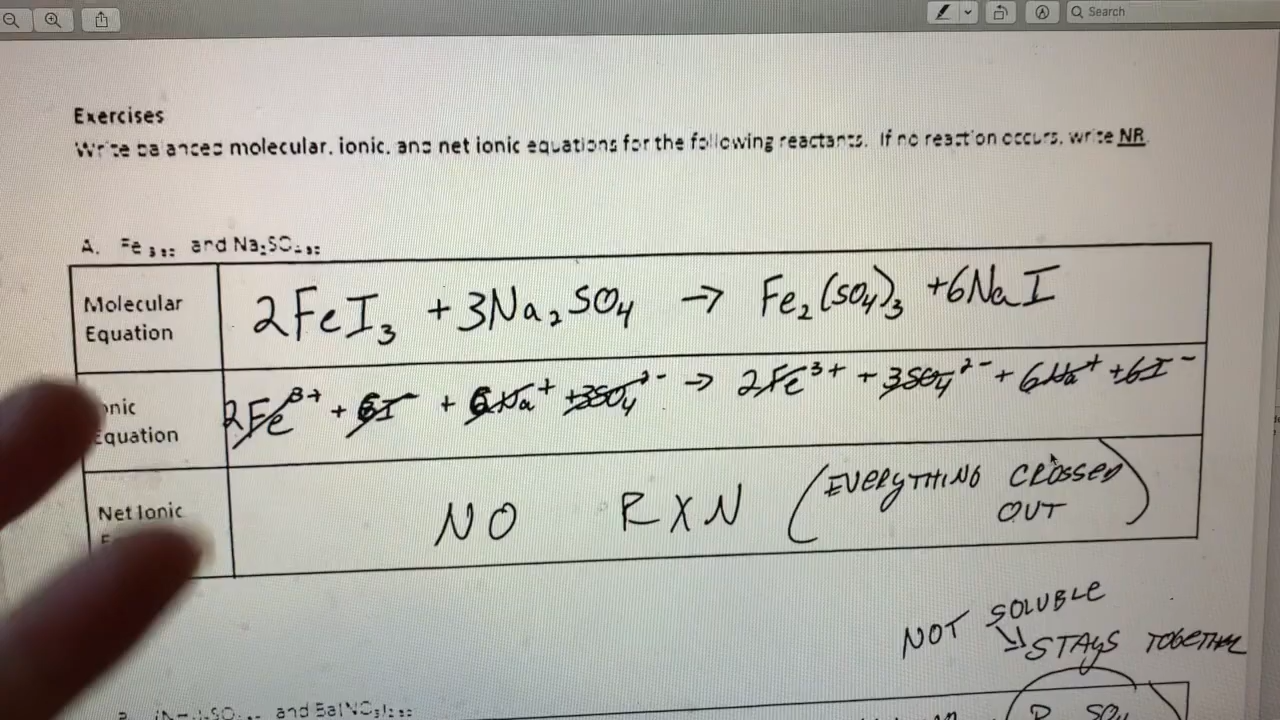 Search
Exercises
Write balanced molecular, ionic, and net ionic equations for the following reactants. If no reaction occurs, write NR
A. and Na₂SO₄
Molecular Equation
2FeI₃ + 3Na₂SO₄ → Fe₂(SO₄)₃ + 6NaI
Equation
2Fe³⁺ + 6I⁻ + 6Na⁺ + 3SO₄²⁻ → 2Fe³⁺ + 3SO₄²⁻ + 6Na⁺ + 6I⁻
Net Ionic
NO RXN (EVERYTHING CROSSED
OUT)
NOT SOLUBLE
↘ STAYS TOGETHER
and Ba(NO₃)₂
SO₄